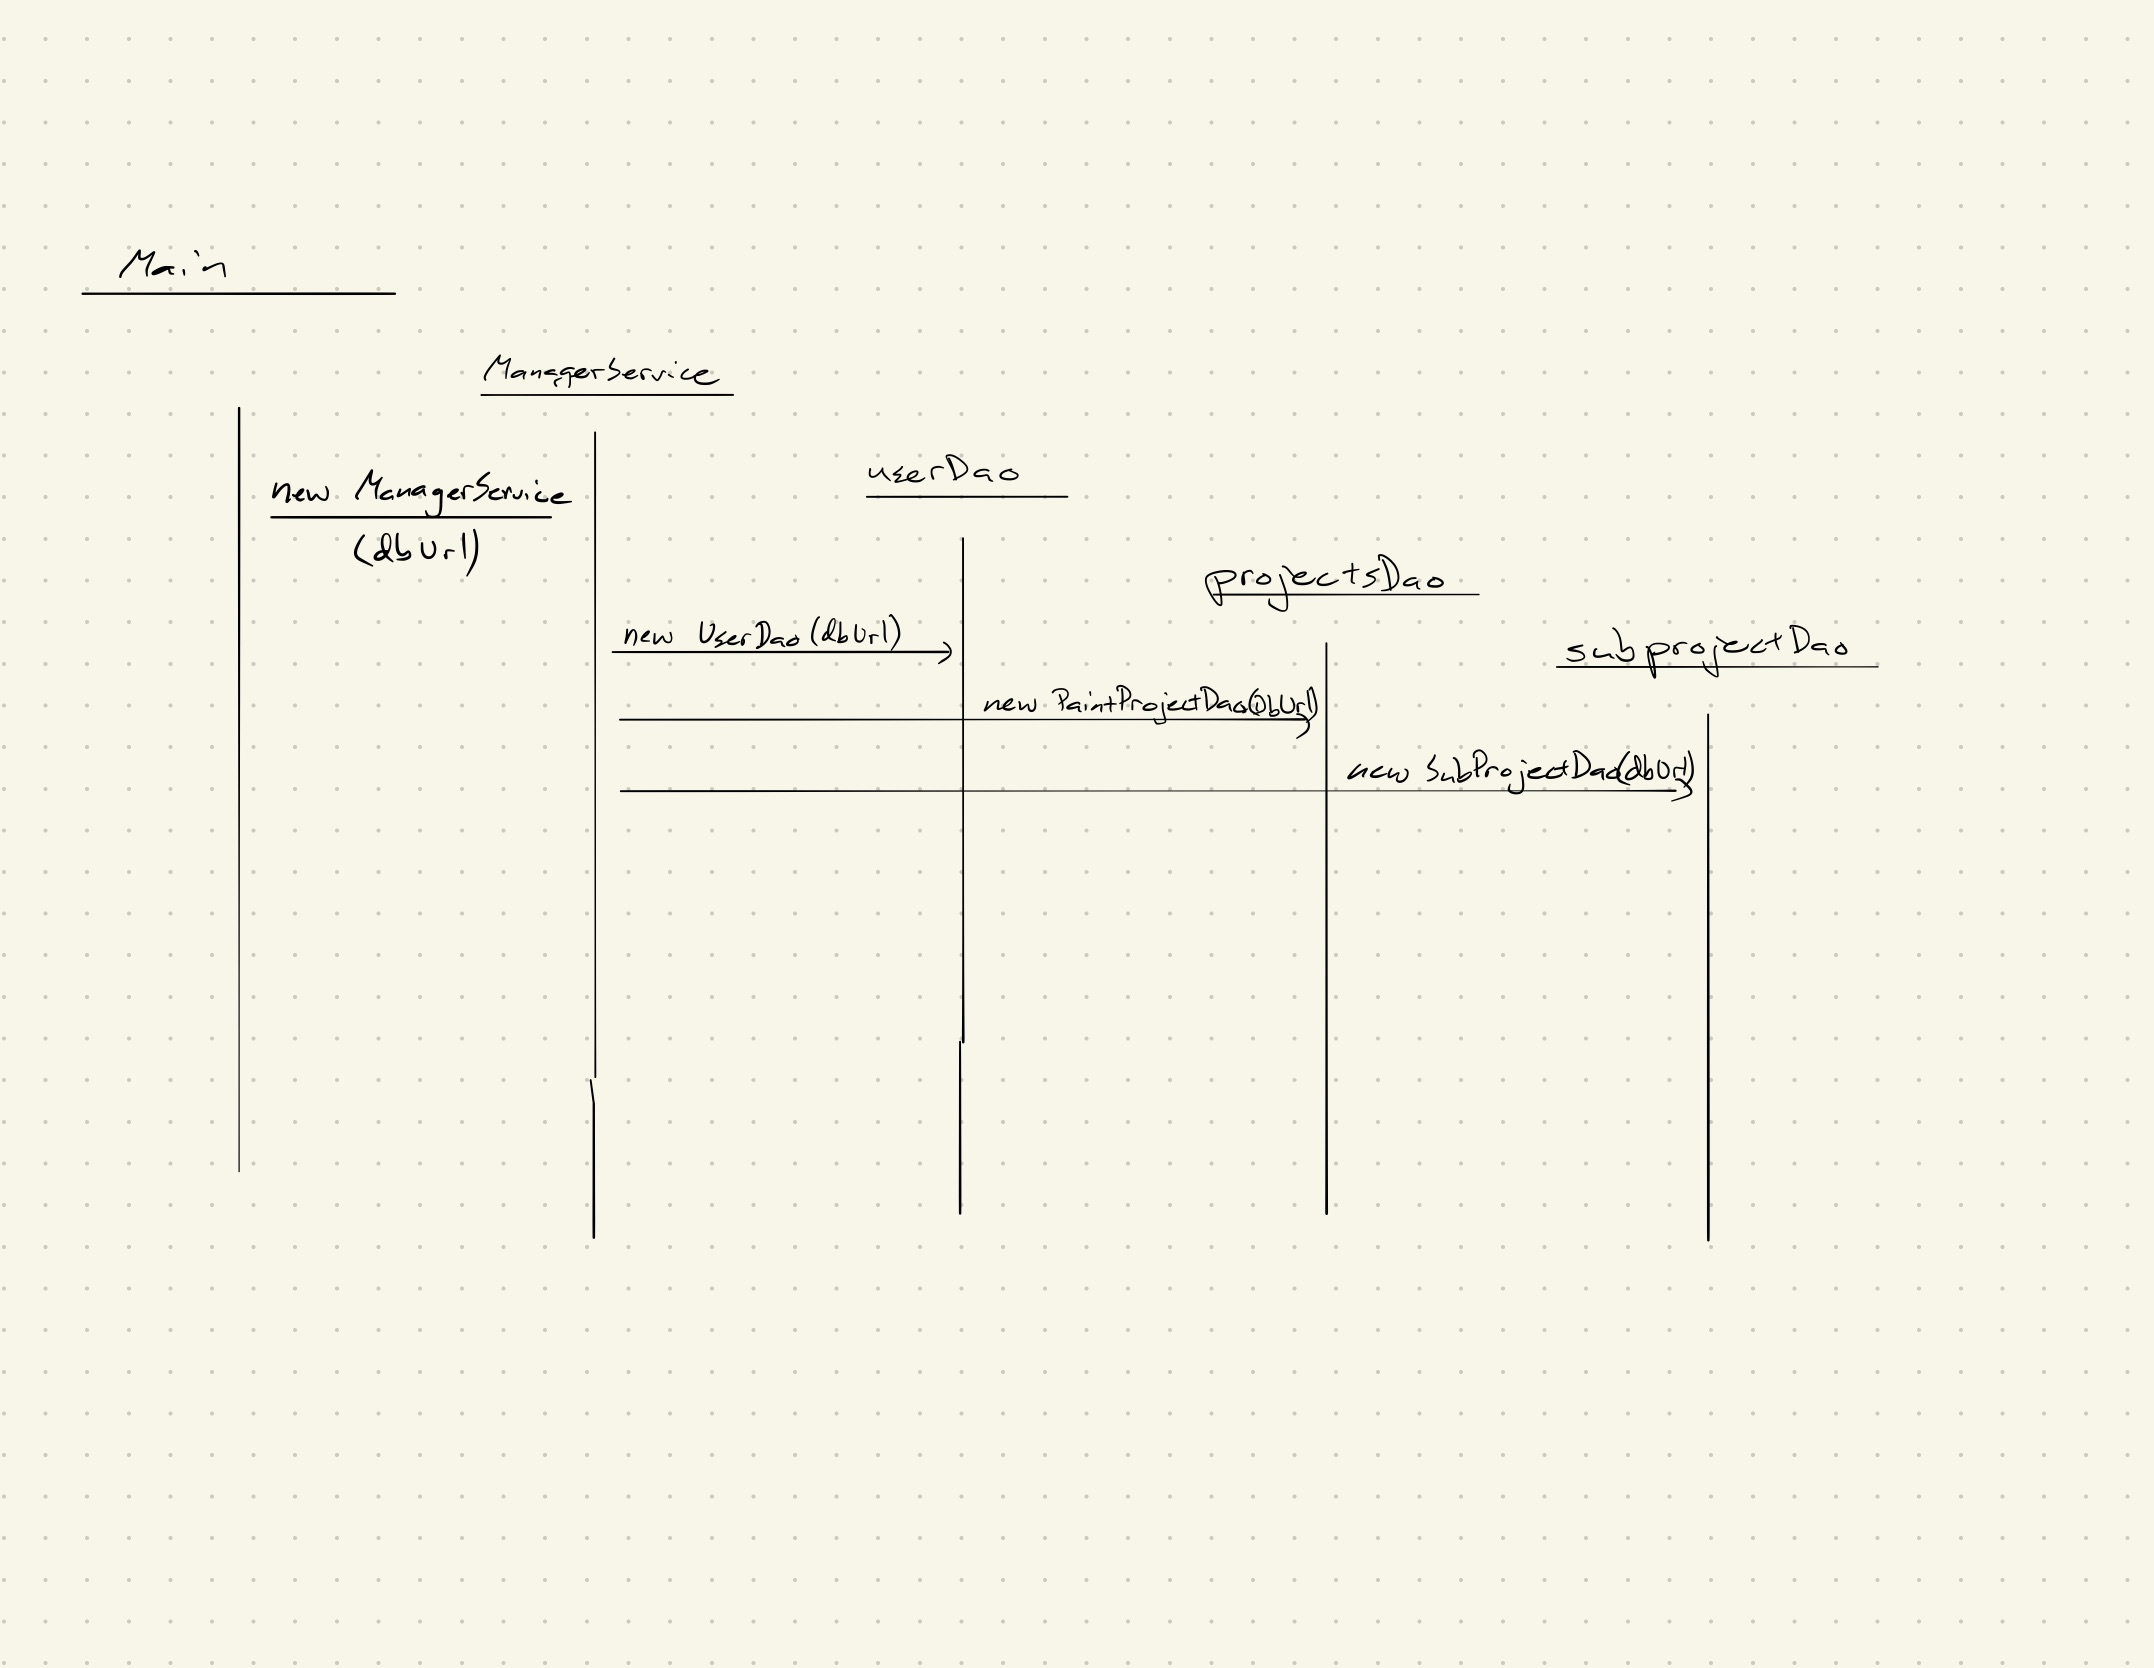 Main
ManagerService
userDao
new ManagerService
(dbUrl)
projectsDao
new UserDao(dbUrl)
subprojectDao
new PaintProjectDao(DbUrl)
new SubProjectDao(dbUrl)